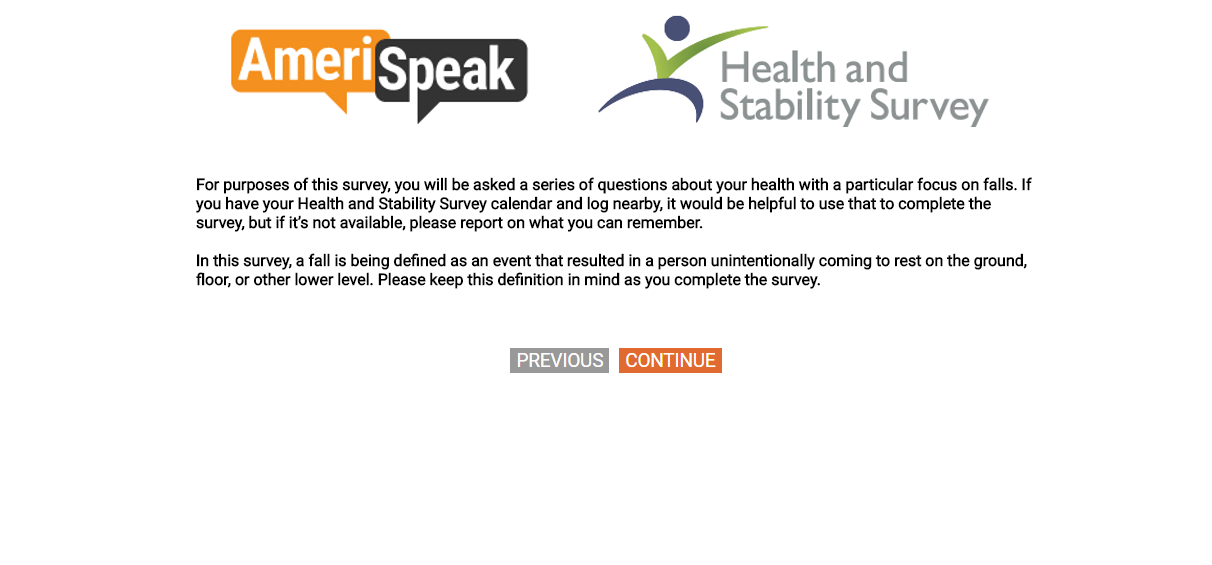 AmeriSpeak
Health and
Stability Survey
For purposes of this survey, you will be asked a series of questions about your health with a particular focus on falls. If
you have your Health and Stability Survey calendar and log nearby, it would be helpful to use that to complete the
survey, but if it’s not available, please report on what you can remember.
In this survey, a fall is being defined as an event that resulted in a person unintentionally coming to rest on the ground,
floor, or other lower level. Please keep this definition in mind as you complete the survey.
PREVIOUS CONTINUE